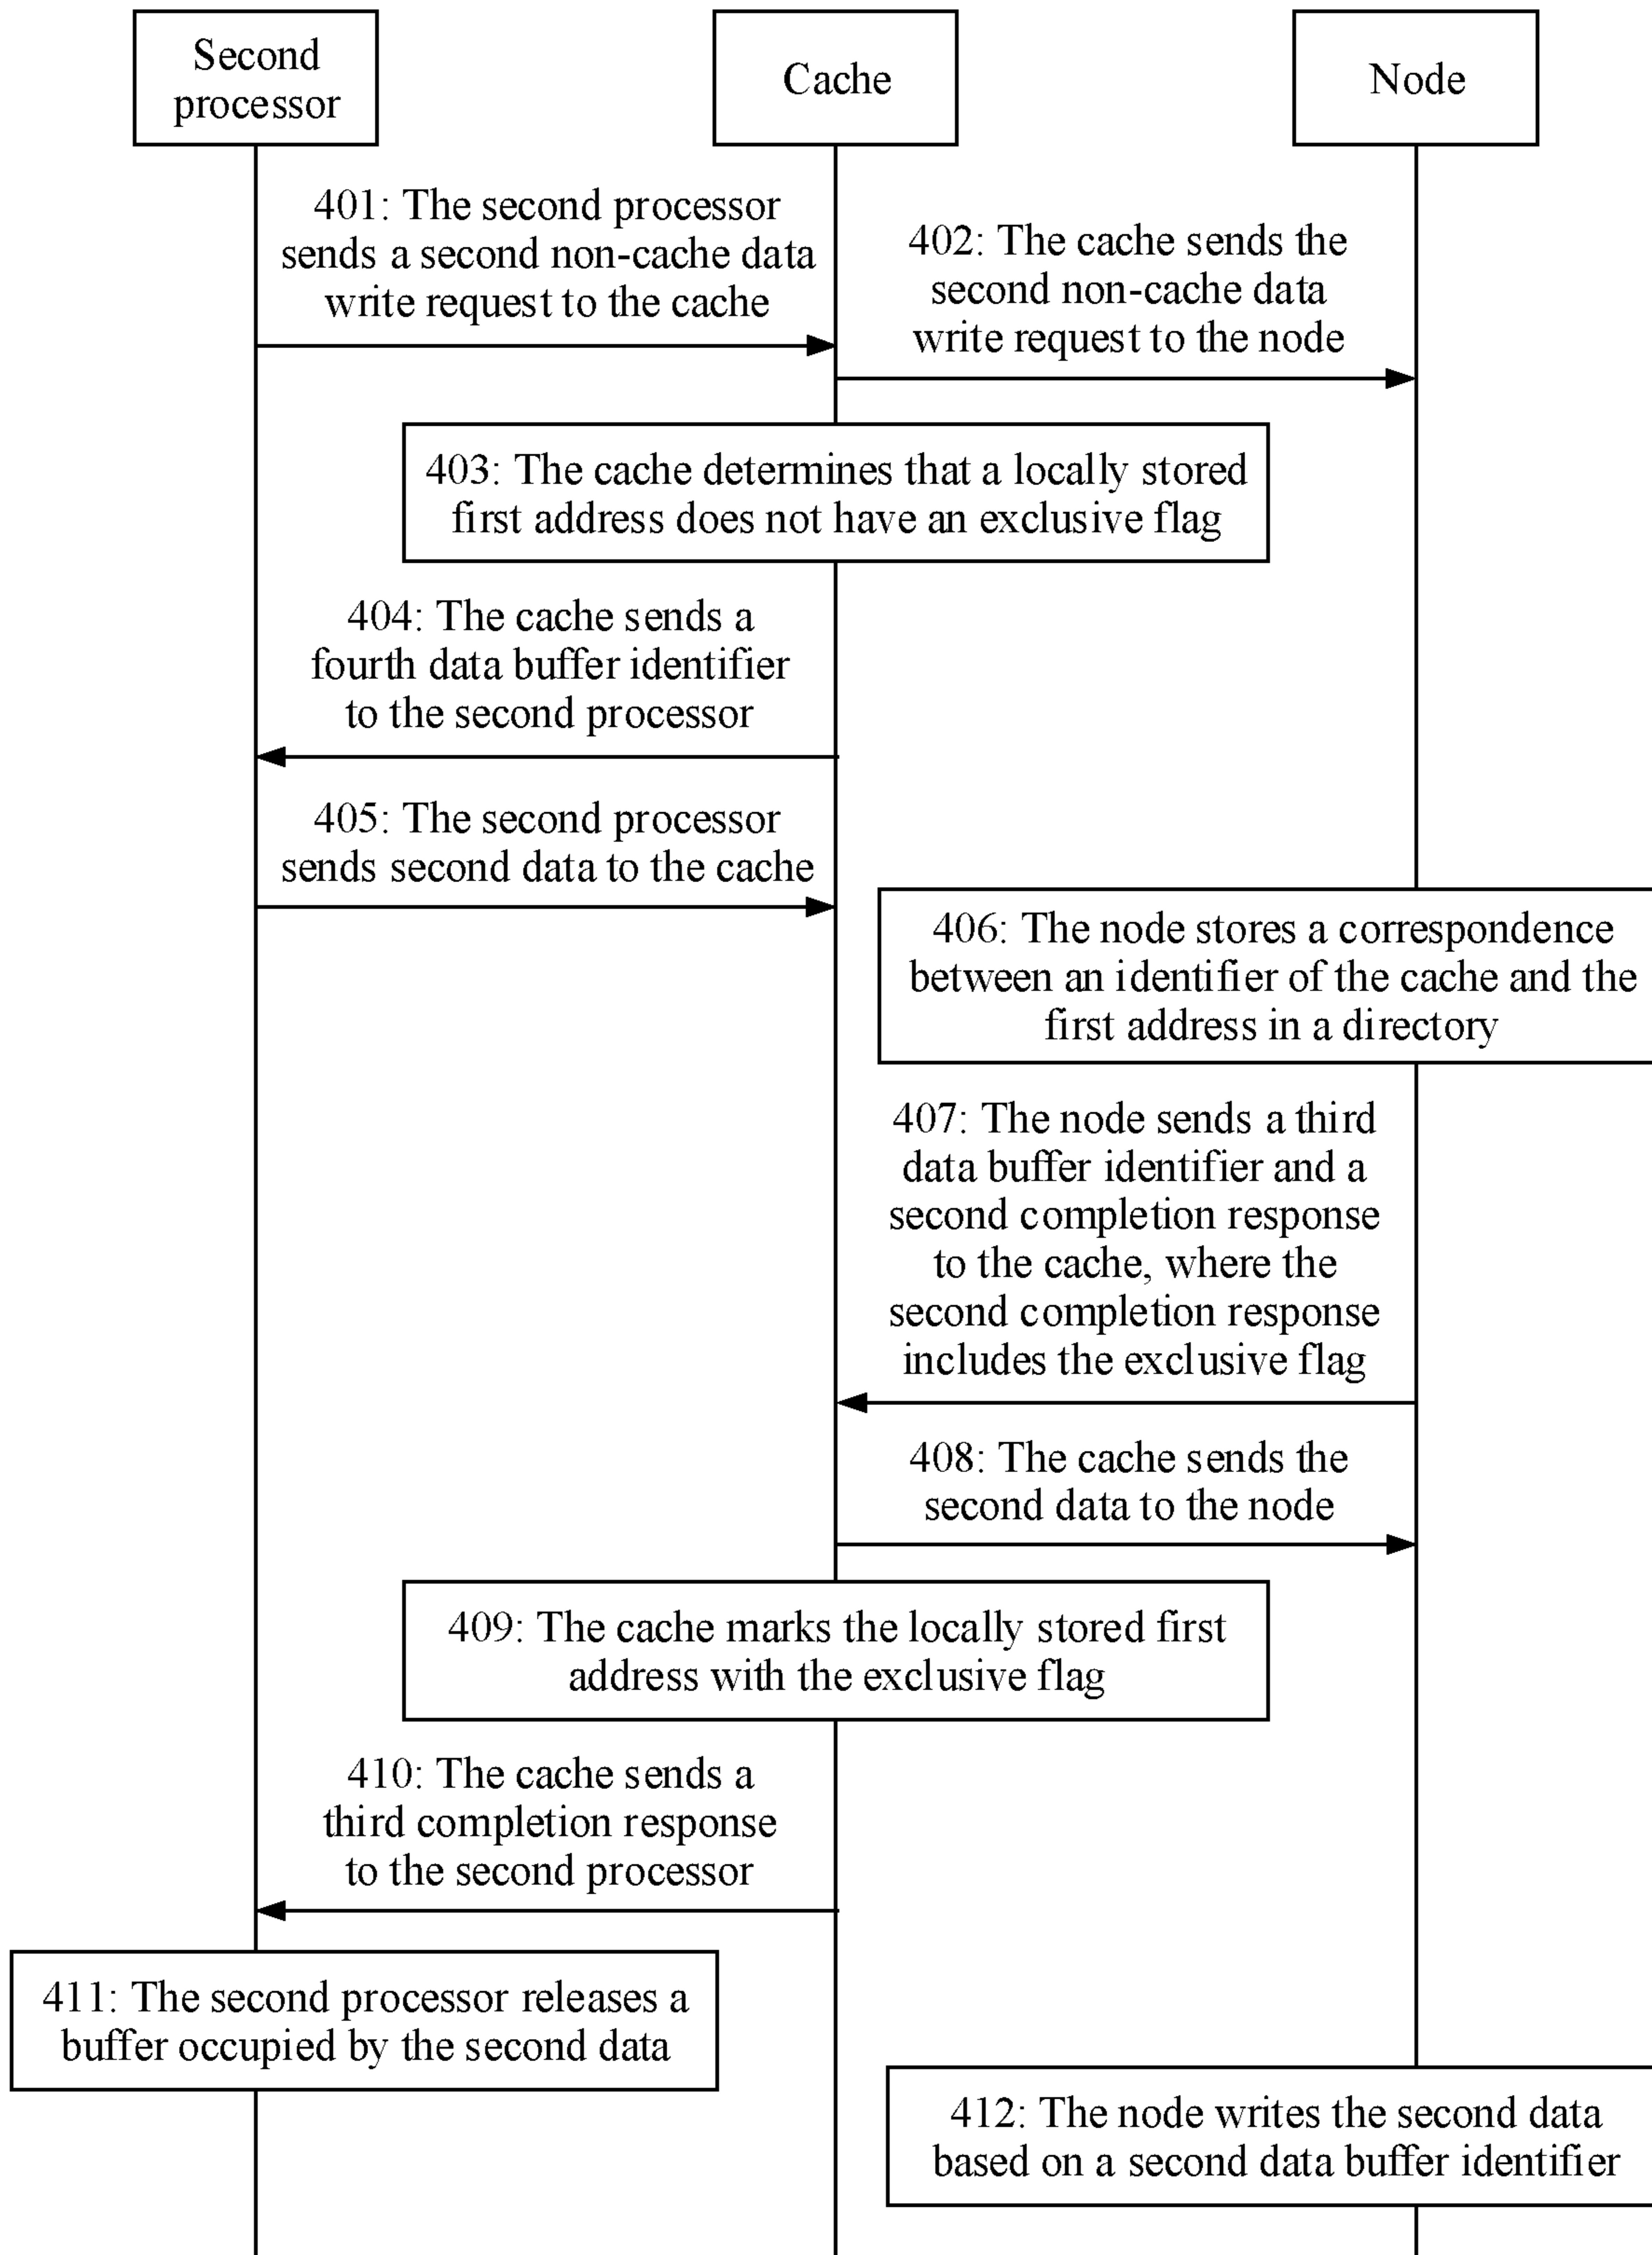 Second
processor
Cache
Node
401: The second processor
sends a second non-cache data
write request to the cache
402: The cache sends the
second non-cache data
write request to the node
403: The cache determines that a locally stored
first address does not have an exclusive flag
404: The cache sends a
fourth data buffer identifier
to the second processor
405: The second processor
sends second data to the cache
406: The node stores a correspondence
between an identifier of the cache and the
first address in a directory
407: The node sends a third
data buffer identifier and a
second completion response
to the cache, where the
second completion response
includes the exclusive flag
408: The cache sends the
second data to the node
409: The cache marks the locally stored first
address with the exclusive flag
410: The cache sends a
third completion response
to the second processor
411: The second processor releases a
buffer occupied by the second data
412: The node writes the second data
based on a second data buffer identifier